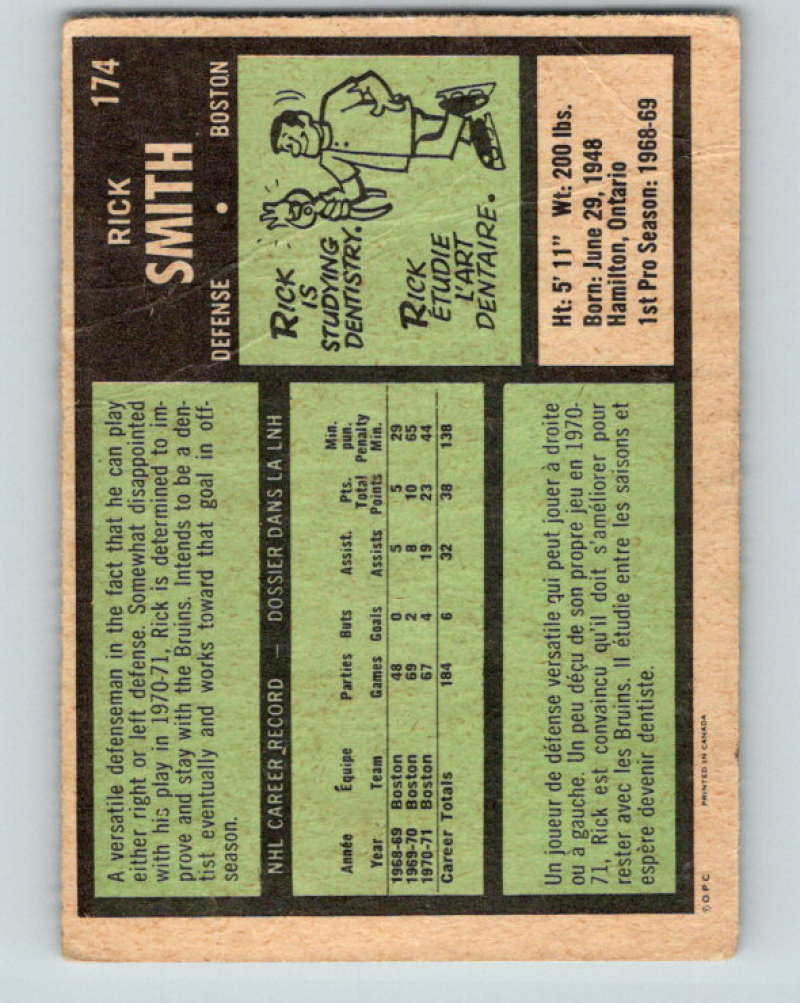 174
RICK
SMITH
DEFENSE • BOSTON
RICK
IS
STUDYING
DENTISTRY.
RICK
ÉTUDIE
L'ART
DENTAIRE.
Ht: 5' 11" Wt: 200 lbs.
Born: June 29, 1948
Hamilton, Ontario
1st Pro Season: 1968-69
A versatile defenseman in the fact that he can play
either right or left defense. Somewhat disappointed
with his play in 1970-71, Rick is determined to im-
prove and stay with the Bruins. Intends to be a den-
tist eventually and works toward that goal in off-
season.
NHL CAREER RECORD — DOSSIER DANS LA LNH
Année Équipe Parties Buts Assist. Pts. Total Min. pun.
Year Team Games Goals Assists Points Penalty Min.
1968-69 Boston 48 0 5 5 29
1969-70 Boston 69 2 8 10 65
1970-71 Boston 67 4 19 23 44
Career Totals 184 6 32 38 138
Un joueur de défense versatile qui peut jouer à droite
ou a gauche. Un peu déçu de son propre jeu en 1970-
71, Rick est convaincu qu'il doit s'améliorer pour
rester avec les Bruins. Il étudie entre les saisons et
espère devenir dentiste.
© O.P.C. PRINTED IN CANADA